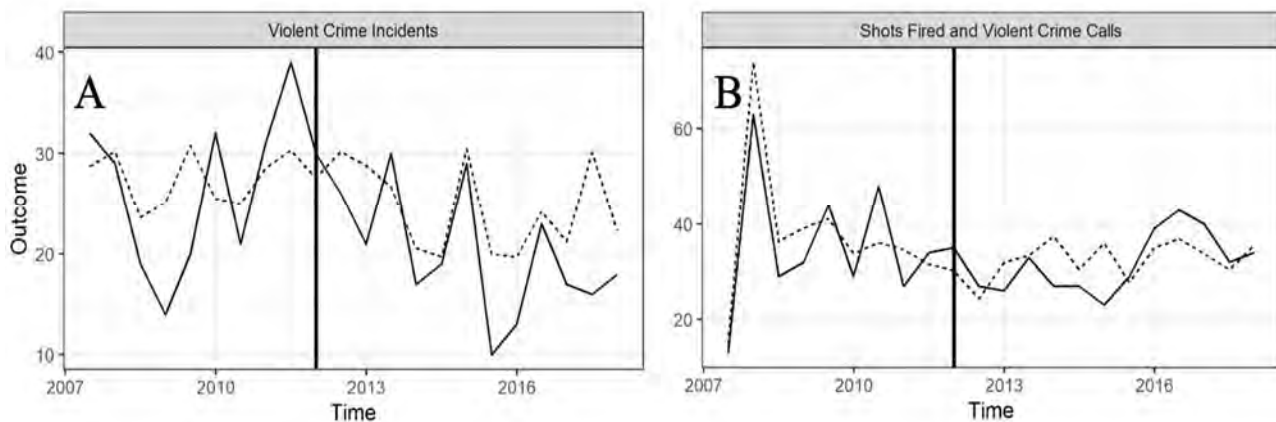 Violent Crime Incidents
A
Outcome
40
30
20
10
2007
2010
2013
2016
Time
Shots Fired and Violent Crime Calls
B
60
40
20
2007
2010
2013
2016
Time